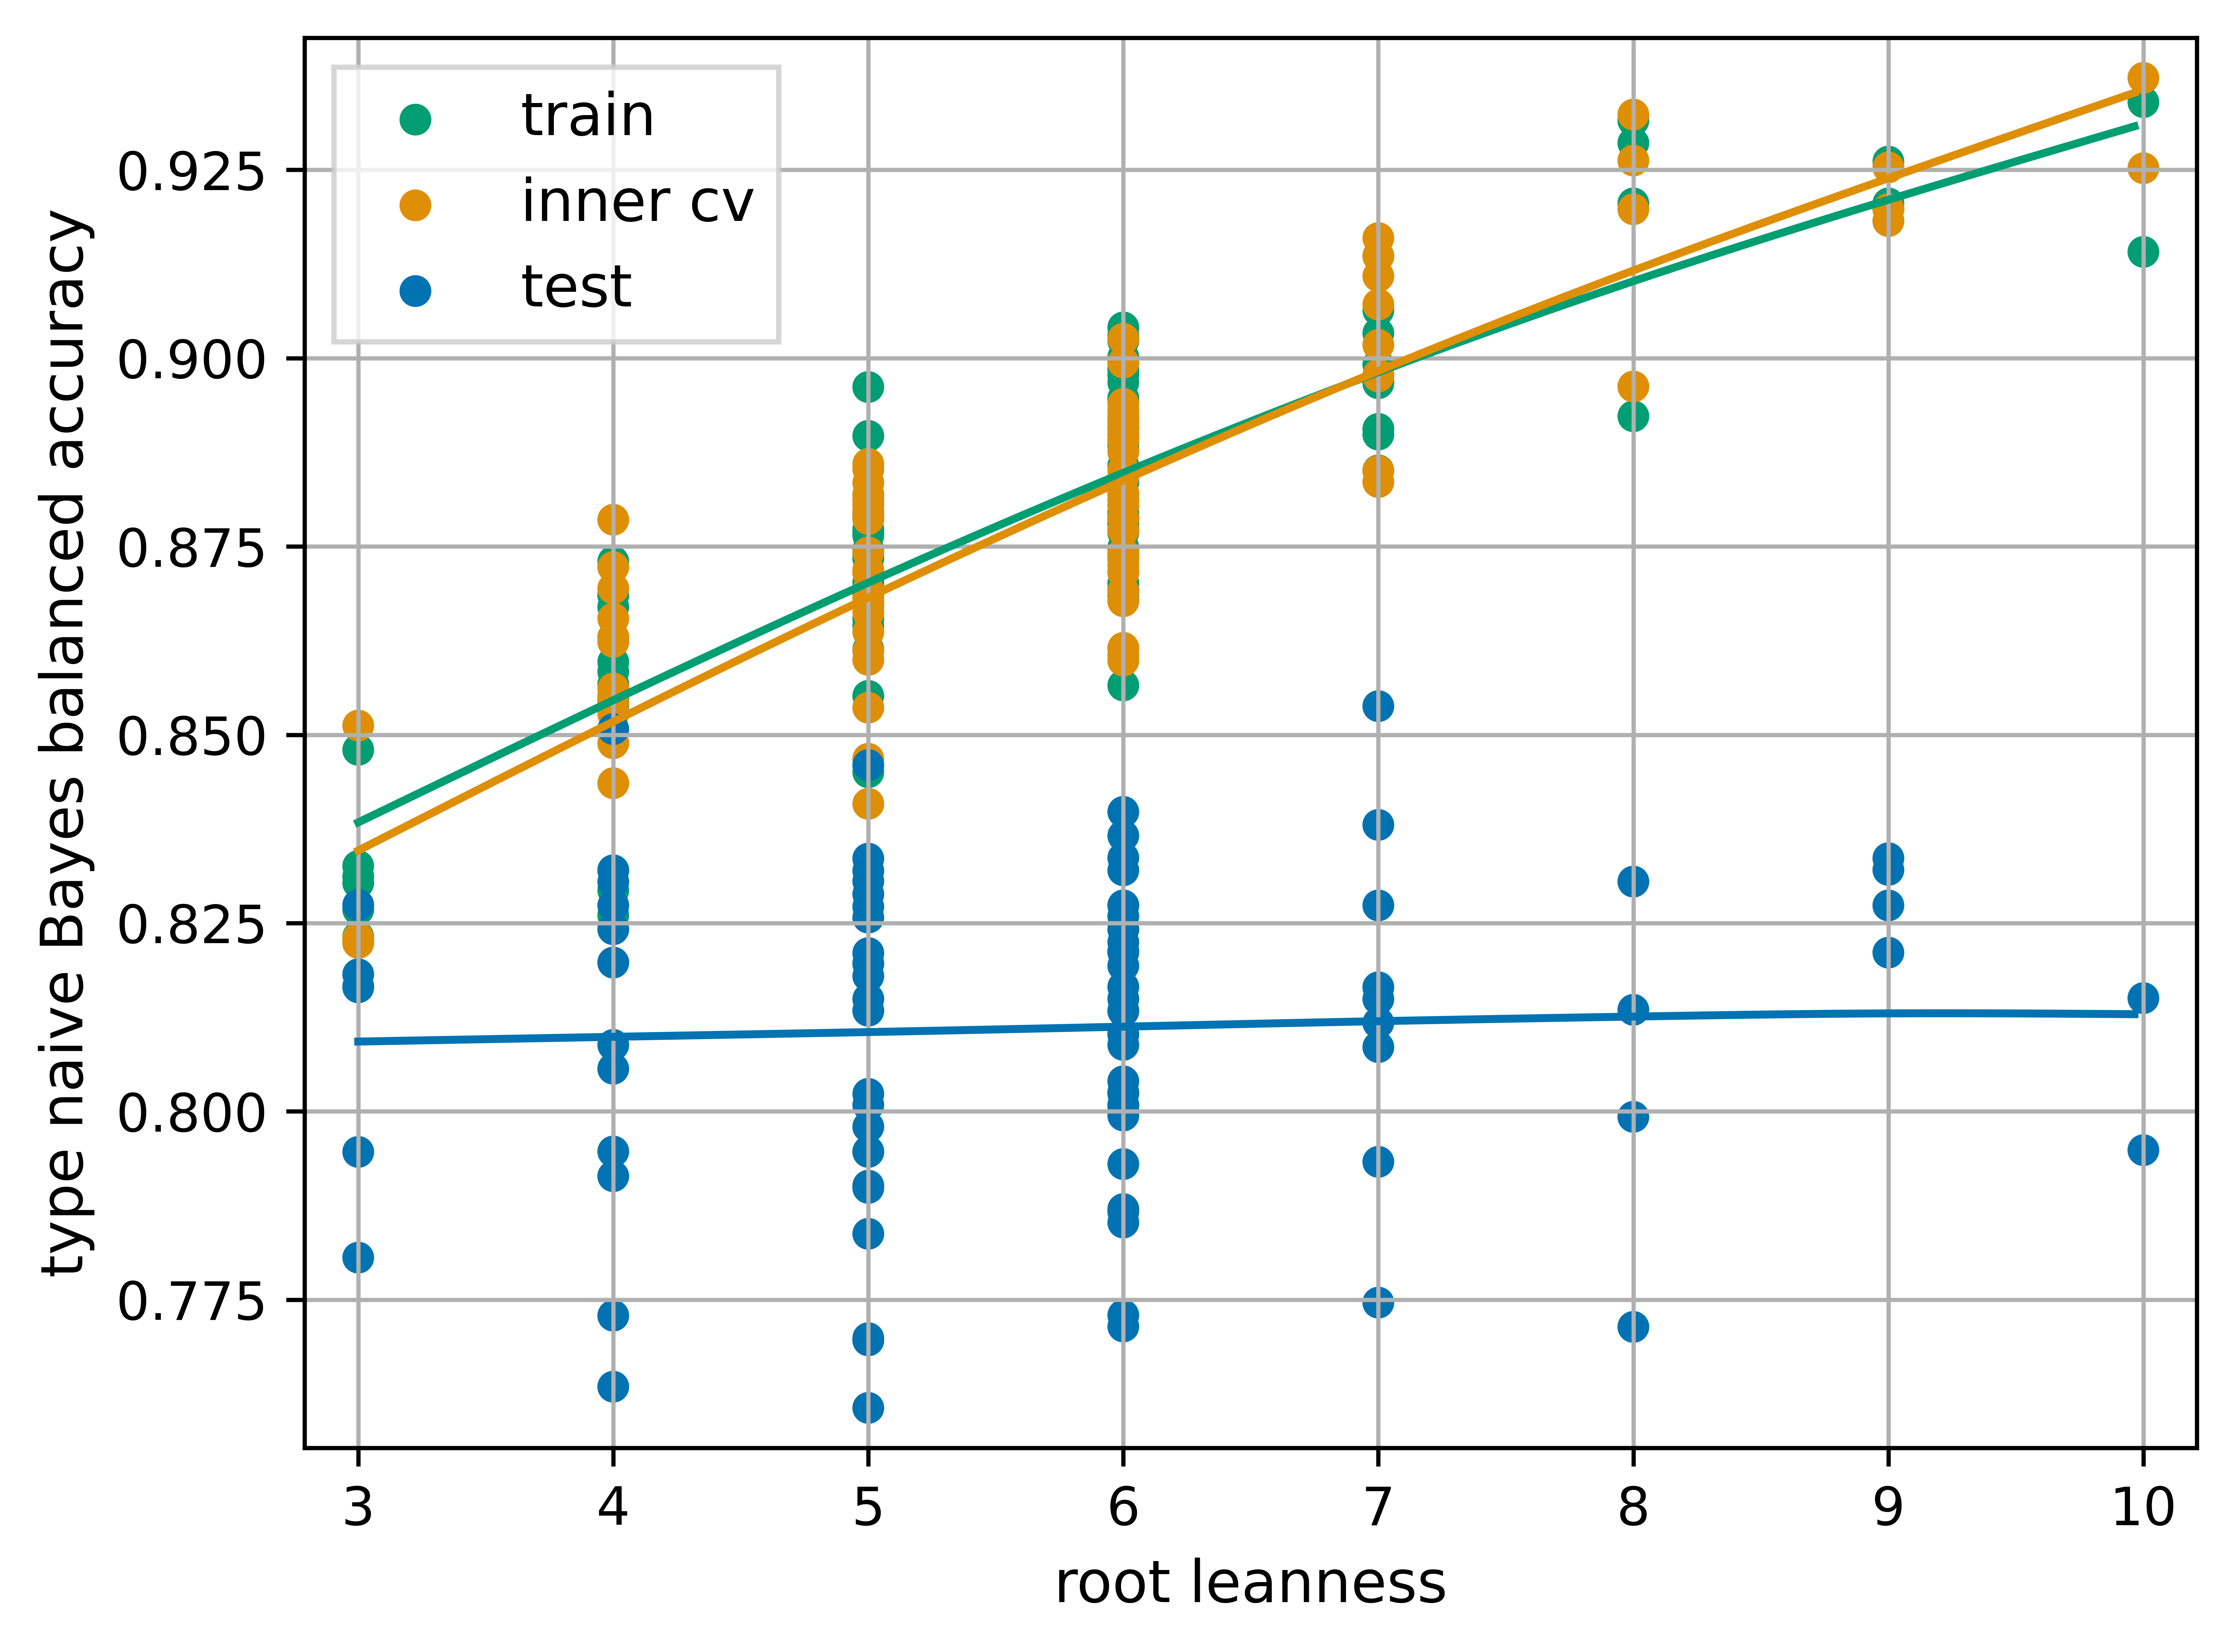 train
inner cv
test
type naive Bayes balanced accuracy
0.925
0.900
0.875
0.850
0.825
0.800
0.775
3 4 5 6 7 8 9 10
root leanness